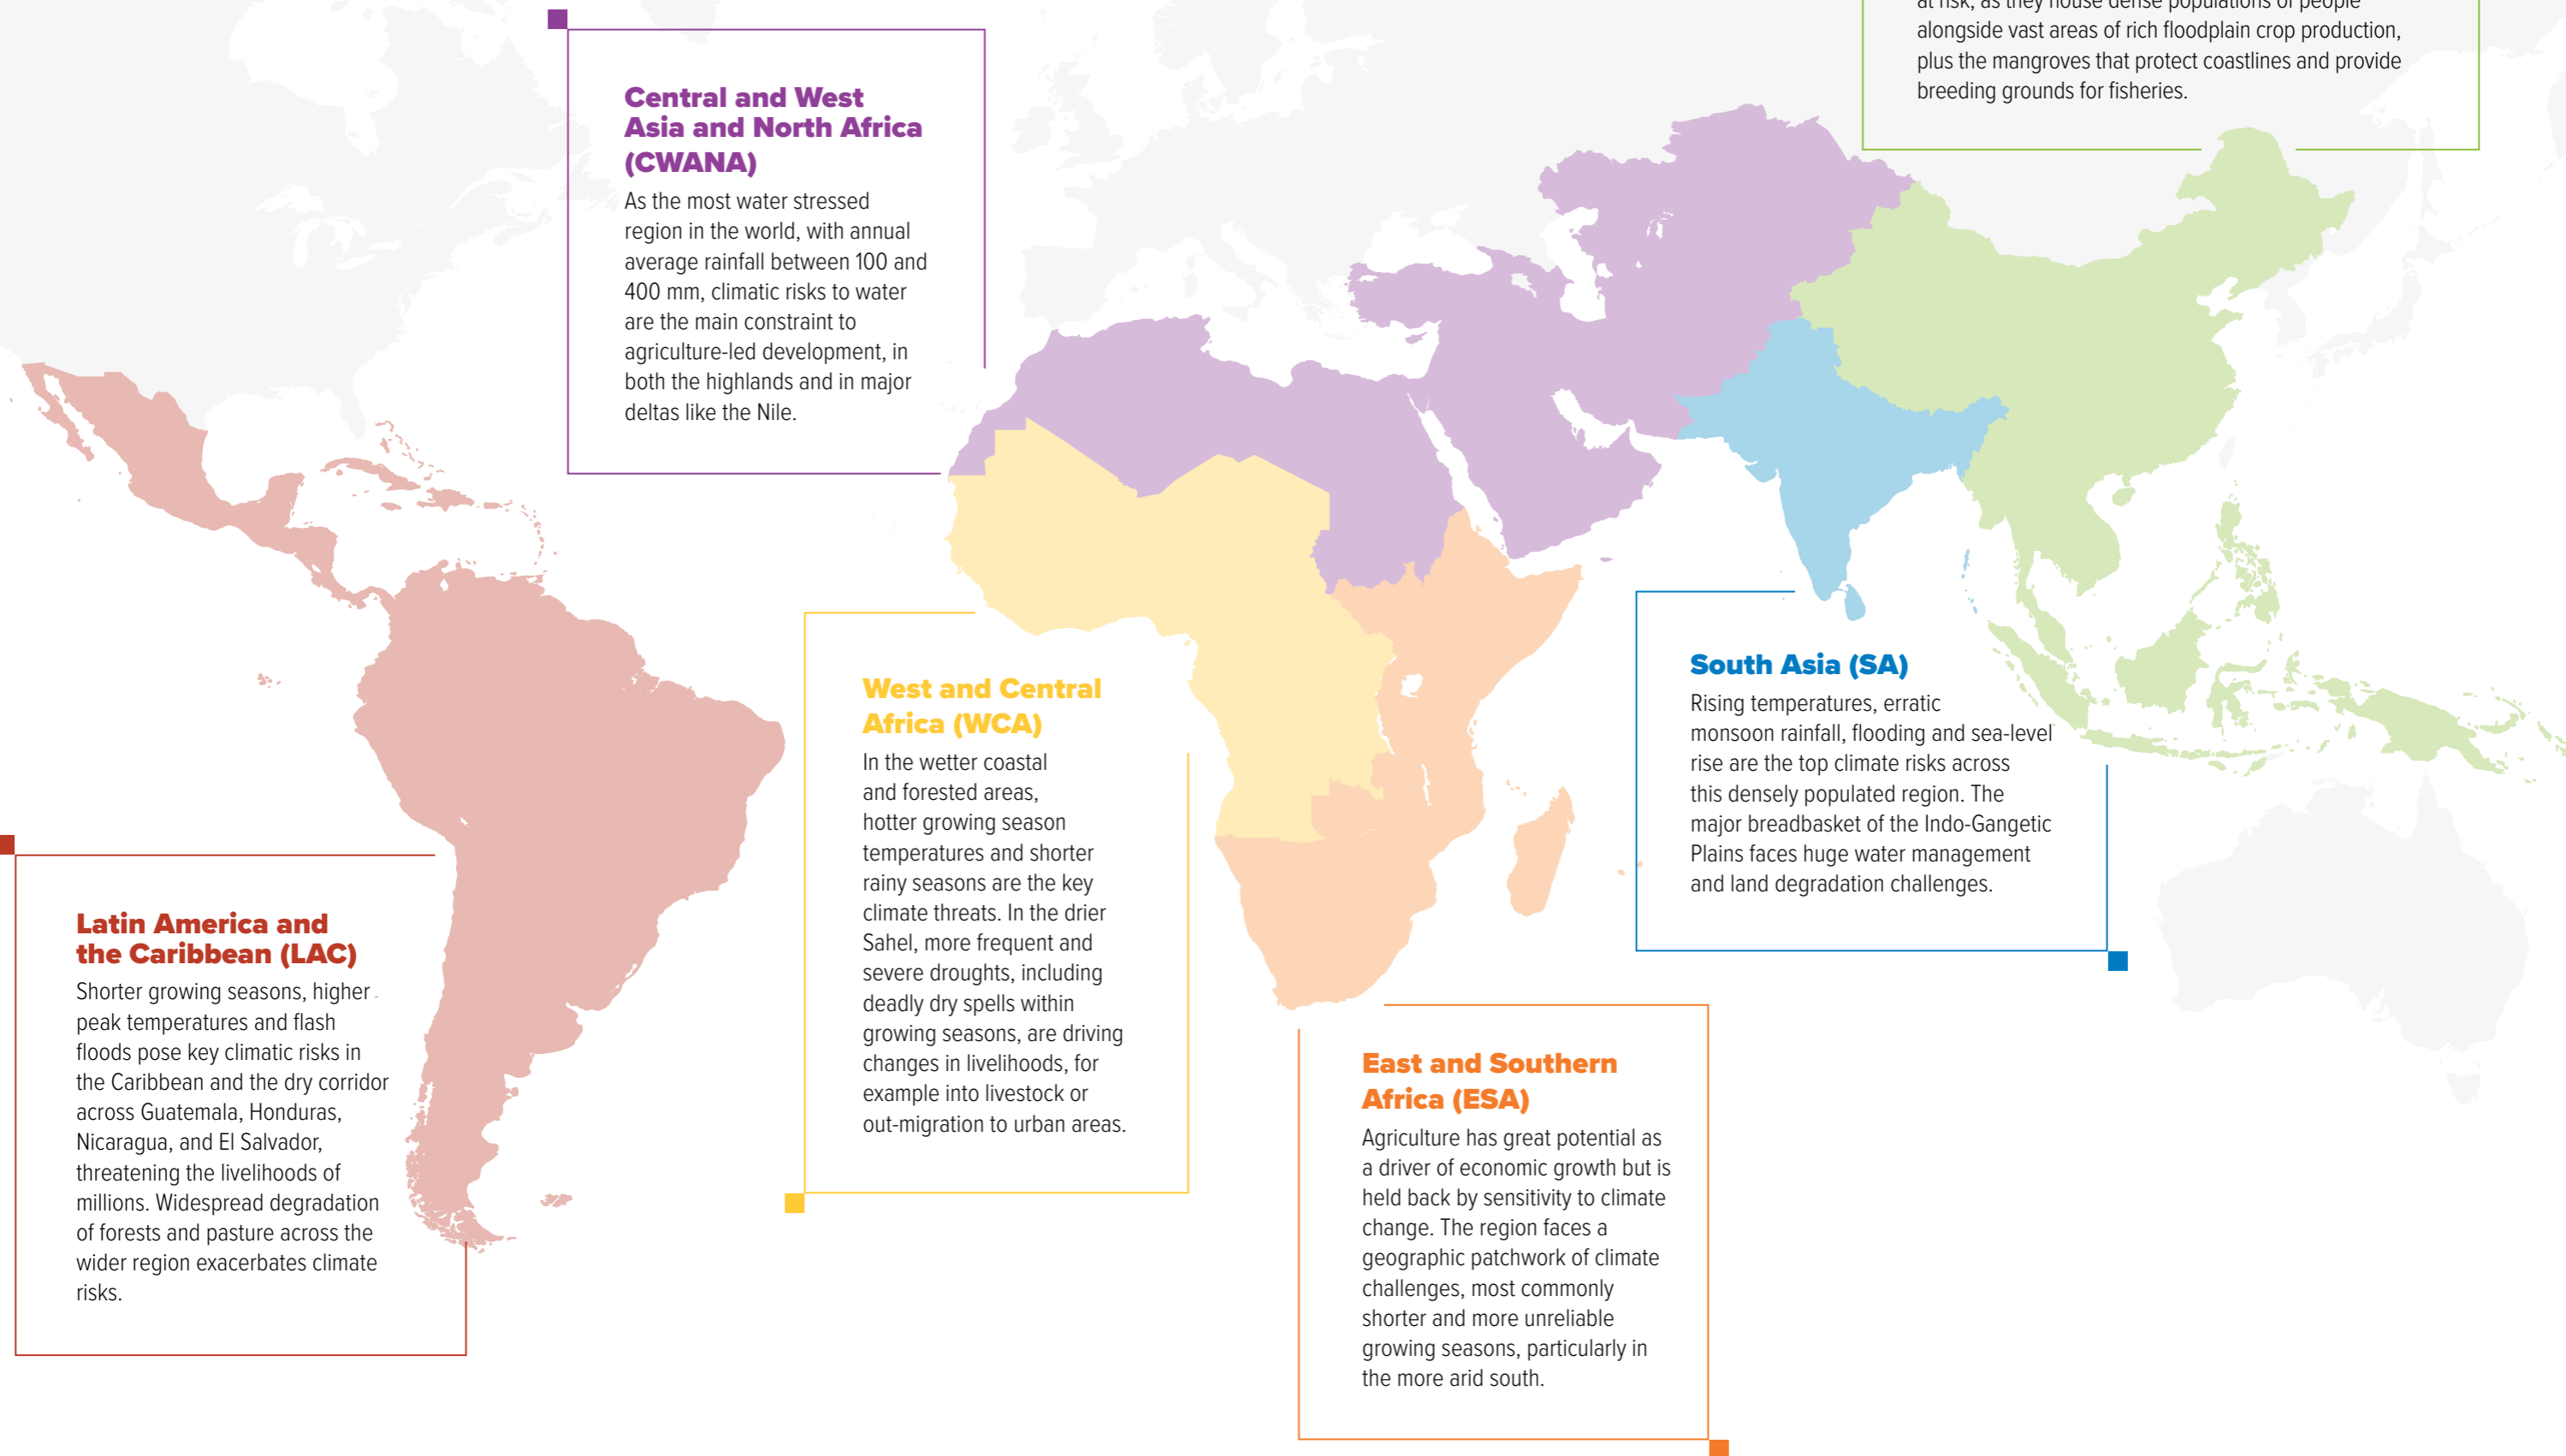 at risk, as they house dense populations of people
alongside vast areas of rich floodplain crop production,
plus the mangroves that protect coastlines and provide
breeding grounds for fisheries.
Central and West
Asia and North Africa
(CWANA)
As the most water stressed
region in the world, with annual
average rainfall between 100 and
400 mm, climatic risks to water
are the main constraint to
agriculture-led development, in
both the highlands and in major
deltas like the Nile.
West and Central
Africa (WCA)
In the wetter coastal
and forested areas,
hotter growing season
temperatures and shorter
rainy seasons are the key
climate threats. In the drier
Sahel, more frequent and
severe droughts, including
deadly dry spells within
growing seasons, are driving
changes in livelihoods, for
example into livestock or
out-migration to urban areas.
South Asia (SA)
Rising temperatures, erratic
monsoon rainfall, flooding and sea-level
rise are the top climate risks across
this densely populated region. The
major breadbasket of the Indo-Gangetic
Plains faces huge water management
and land degradation challenges.
Latin America and
the Caribbean (LAC)
Shorter growing seasons, higher
peak temperatures and flash
floods pose key climatic risks in
the Caribbean and the dry corridor
across Guatemala, Honduras,
Nicaragua, and El Salvador,
threatening the livelihoods of
millions. Widespread degradation
of forests and pasture across the
wider region exacerbates climate
risks.
East and Southern
Africa (ESA)
Agriculture has great potential as
a driver of economic growth but is
held back by sensitivity to climate
change. The region faces a
geographic patchwork of climate
challenges, most commonly
shorter and more unreliable
growing seasons, particularly in
the more arid south.